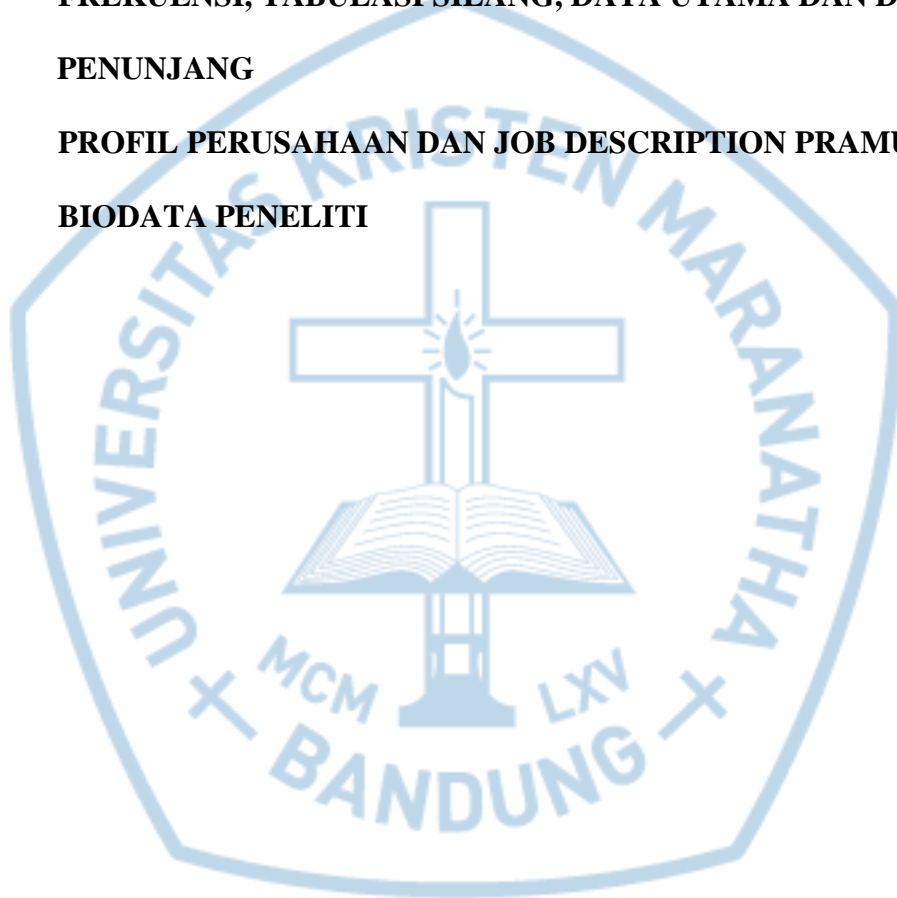 FREKUENSI, TABULASI SILANG, DATA UTAMA DAN
PENUNJANG
PROFIL PERUSAHAAN DAN JOB DESCRIPTION
BIODATA PENELITI
UNIVERSITAS KRISTEN MARANATHA
MCM LXV
BANDUNG